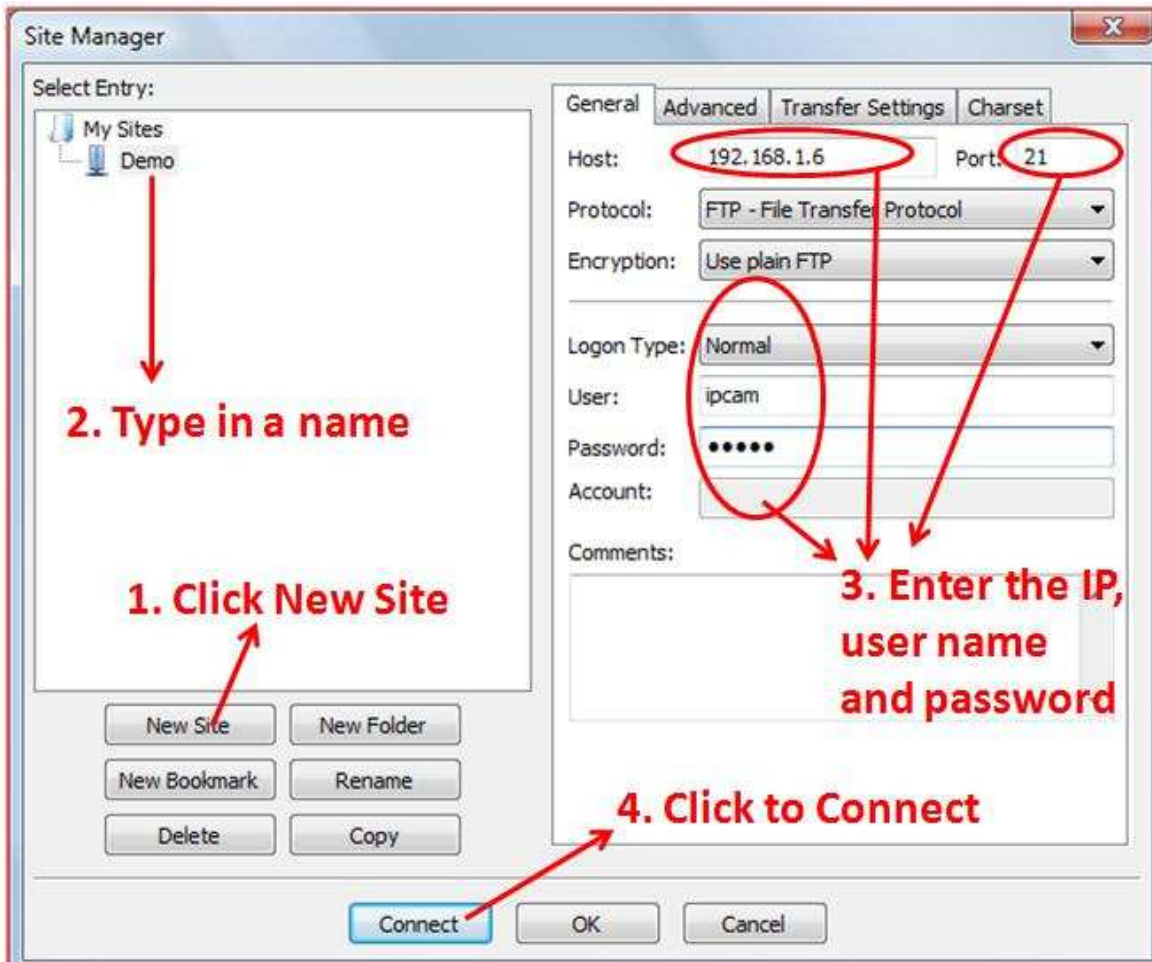 Site Manager
Select Entry:
My Sites
Demo
2. Type in a name
1. Click New Site
New Site
New Folder
New Bookmark
Rename
Delete
Copy
General
Advanced
Transfer Settings
Charset
Host:
192.168.1.6
Port:
21
Protocol:
FTP - File Transfer Protocol
Encryption:
Use plain FTP
Logon Type:
Normal
User:
ipcam
Password:
●●●●●
Account:
Comments:
3. Enter the IP,
user name
and password
4. Click to Connect
Connect
OK
Cancel